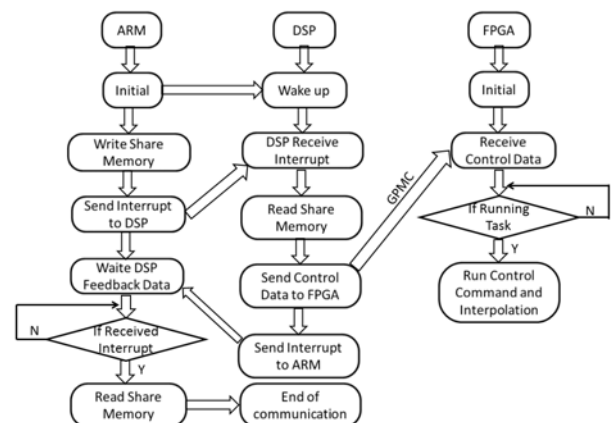 ARM
DSP
FPGA
Initial
Wake up
Initial
Write Share
Memory
DSP Receive
Interrupt
Receive
Control Data
Send Interrupt
to DSP
Read Share
Memory
GPMC
If Running
Task
N
Y
Waite DSP
Feedback Data
Send Control
Data to FPGA
Run Control
Command and
Interpolation
If Received
Interrupt
N
Y
Send Interrupt
to ARM
Read Share
Memory
End of
communication